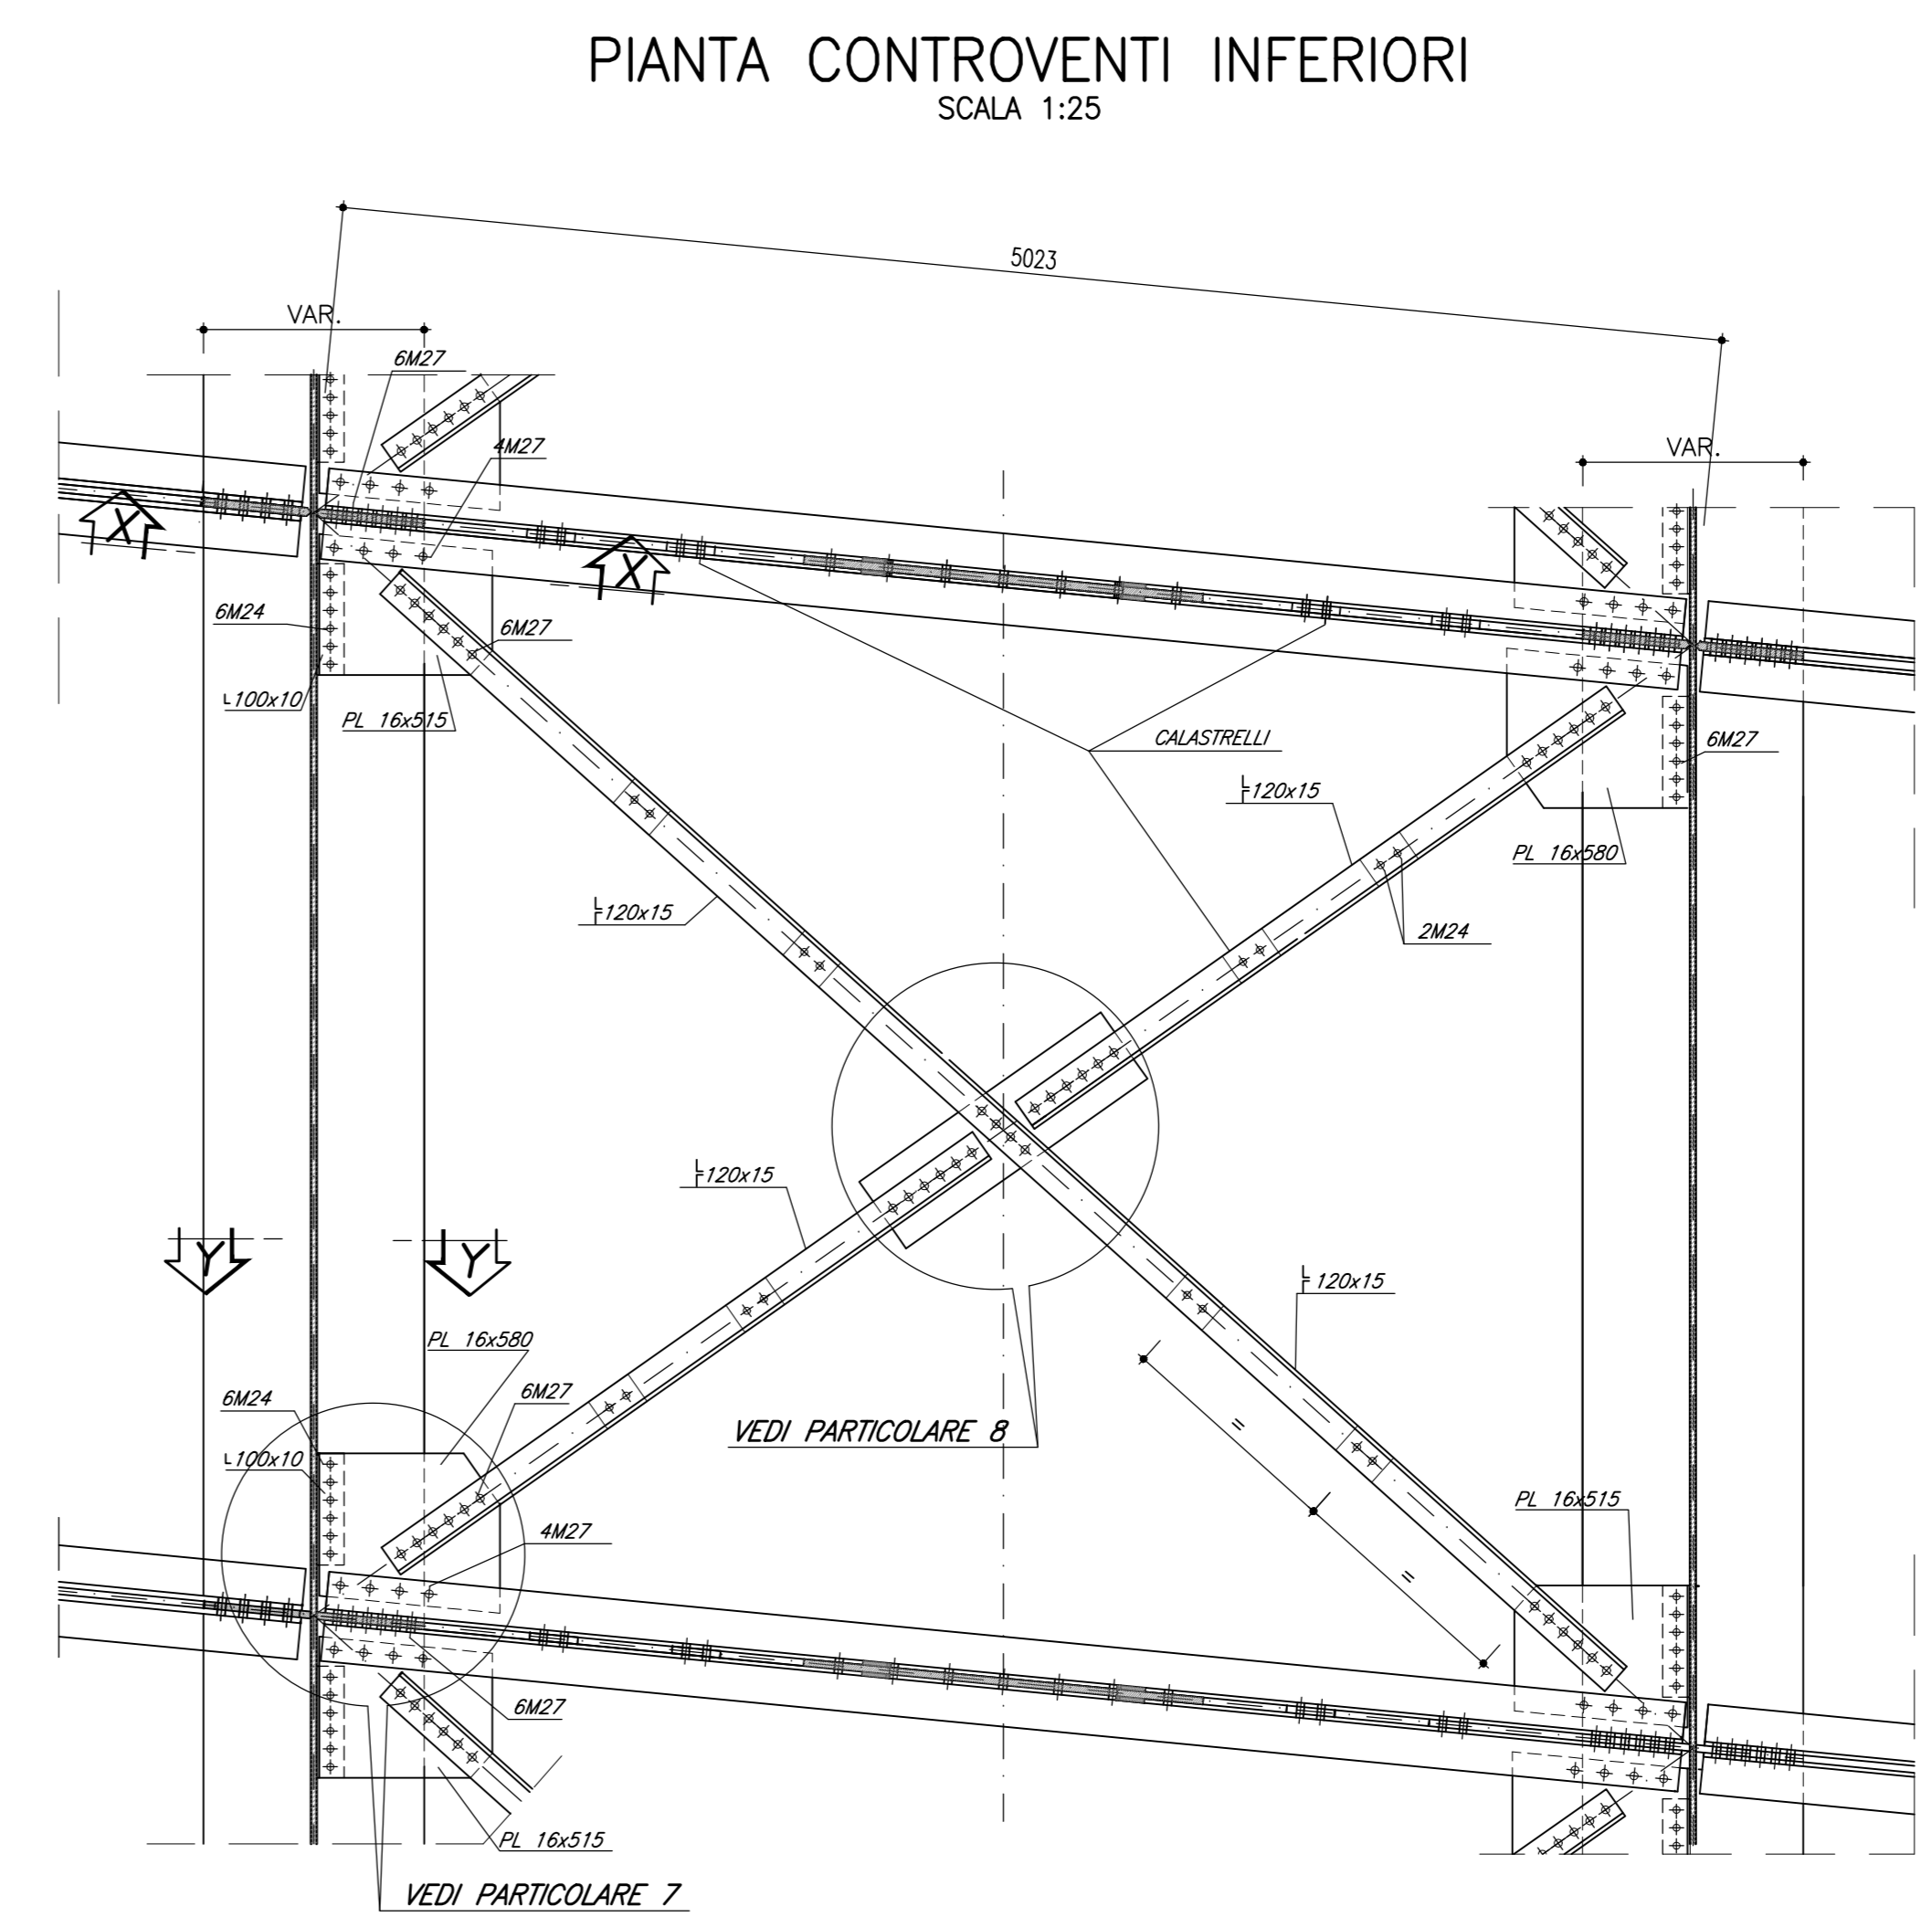 PIANTA CONTROVENTI INFERIORI
SCALA 1:25
5023
VAR.
6M27
4M27
VAR.
X
X
6M24
6M27
L100x10
PL 16x515
CALASTRELLI
6M27
120x15
PL 16x580
120x15
2M24
120x15
Y
Y
120x15
PL 16x580
6M24
6M27
VEDI PARTICOLARE 8
=
L100x10
PL 16x515
4M27
=
6M27
PL 16x515
VEDI PARTICOLARE 7